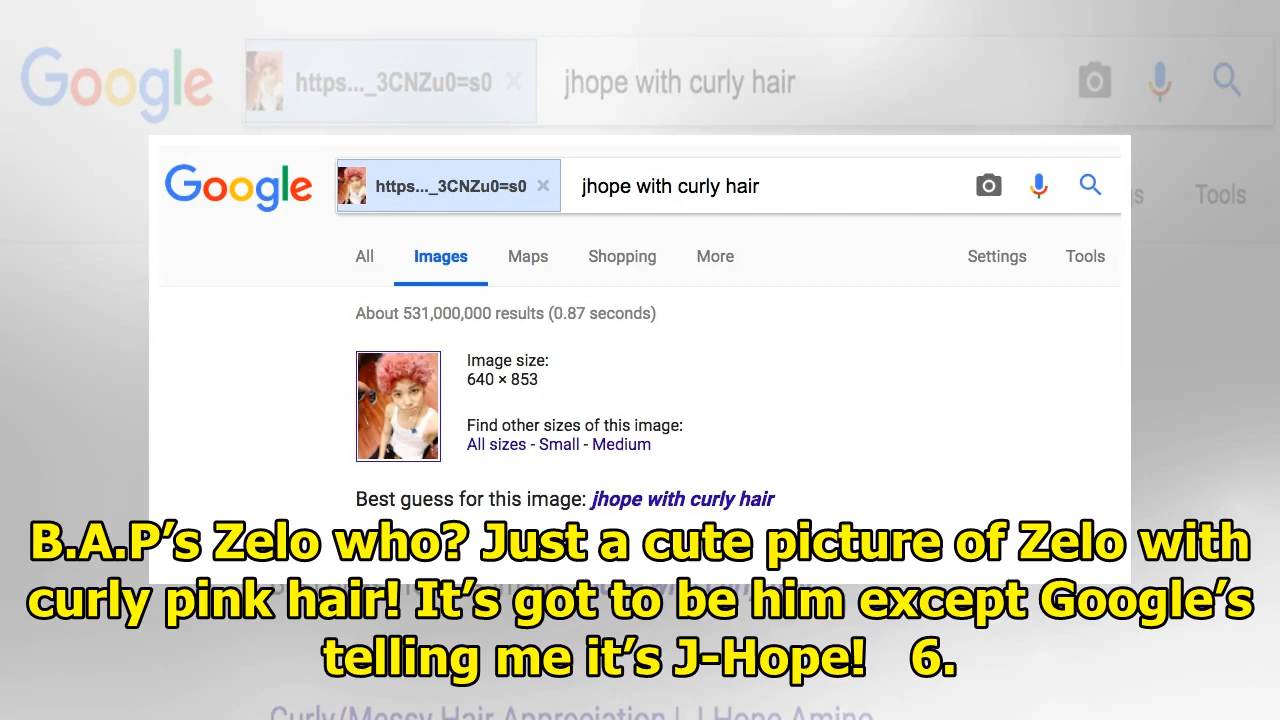 Google https..._3CNZu0=s0 × jhope with curly hair
Tools
Google https..._3CNZu0=s0 × jhope with curly hair
All Images Maps Shopping More Settings Tools
About 531,000,000 results (0.87 seconds)
Image size:
640 × 853
Find other sizes of this image:
All sizes - Small - Medium
Best guess for this image: jhope with curly hair
B.A.P’s Zelo who? Just a cute picture of Zelo with
curly pink hair! It’s got to be him except Google’s
telling me it’s J-Hope! 6.
Curly/Messy Hair Appreciation | J Hope Amino